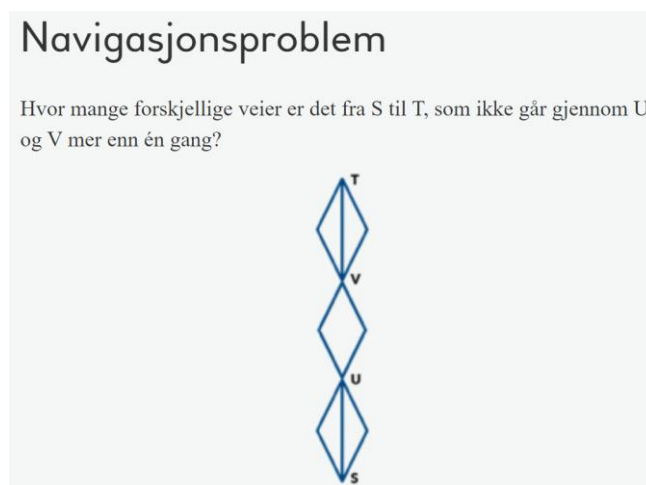 Navigasjonsproblem
Hvor mange forskjellige veier er det fra S til T, som ikke går gjennom U
og V mer enn én gang?
T
V
U
S